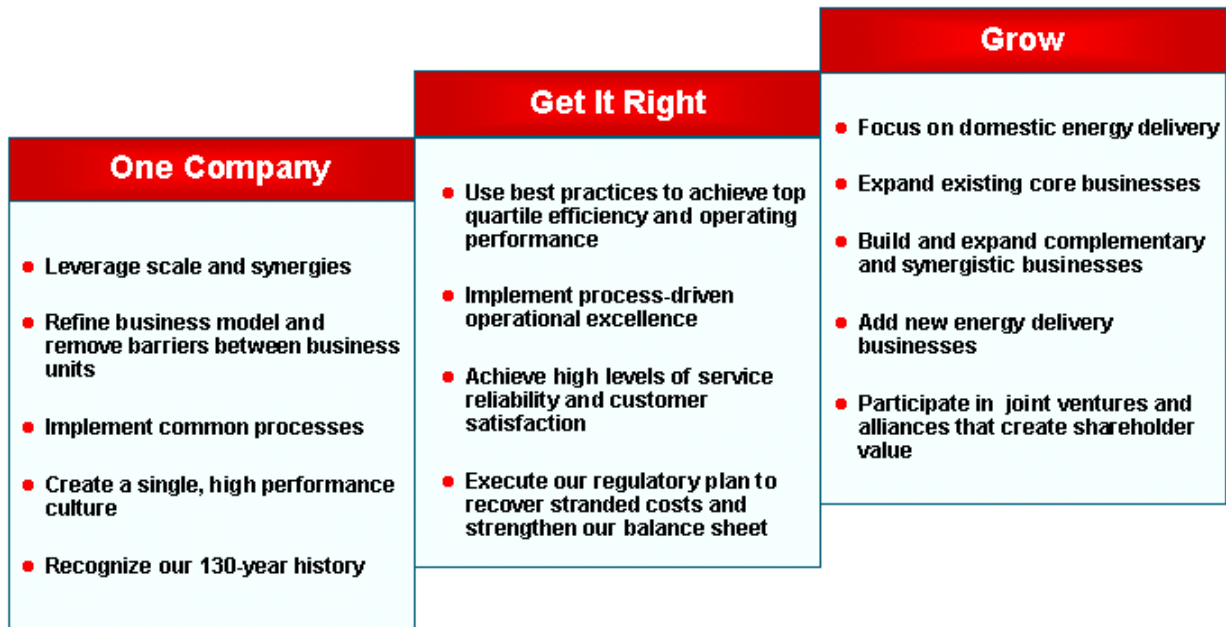 One Company
Leverage scale and synergies
Refine business model and
remove barriers between business
units
Implement common processes
Create a single, high performance
culture
Recognize our 130-year history
Get It Right
Use best practices to achieve top
quartile efficiency and operating
performance
Implement process-driven
operational excellence
Achieve high levels of service
reliability and customer
satisfaction
Execute our regulatory plan to
recover stranded costs and
strengthen our balance sheet
Grow
Focus on domestic energy delivery
Expand existing core businesses
Build and expand complementary
and synergistic businesses
Add new energy delivery
businesses
Participate in joint ventures and
alliances that create shareholder
value